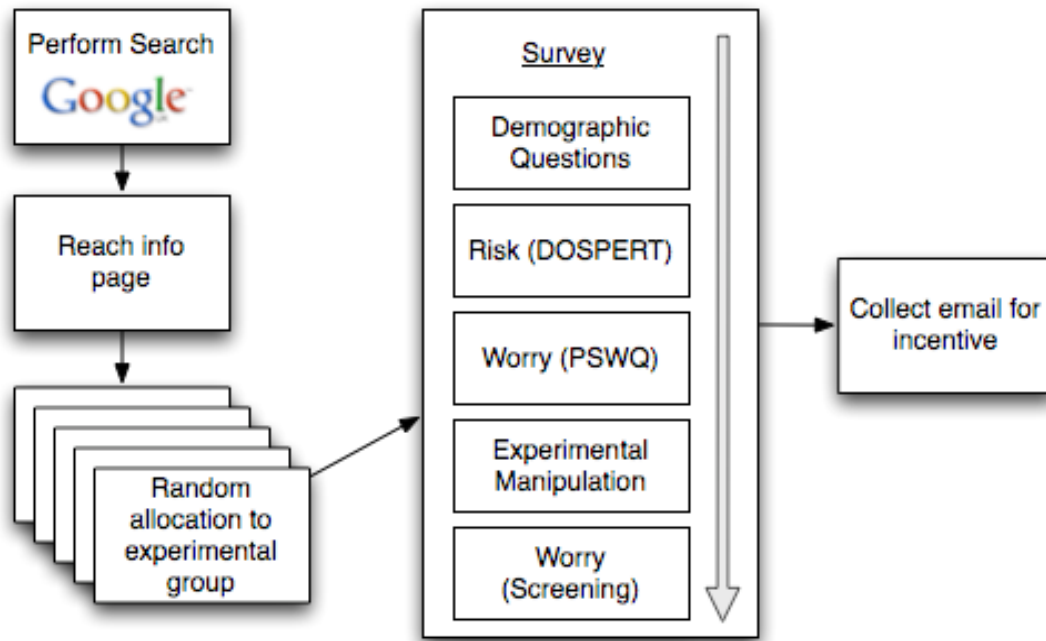 Perform Search
Google
Reach info
page
Random
allocation to
experimental
group
Survey
Demographic
Questions
Risk (DOSPERT)
Worry (PSWQ)
Experimental
Manipulation
Worry
(Screening)
Collect email for
incentive